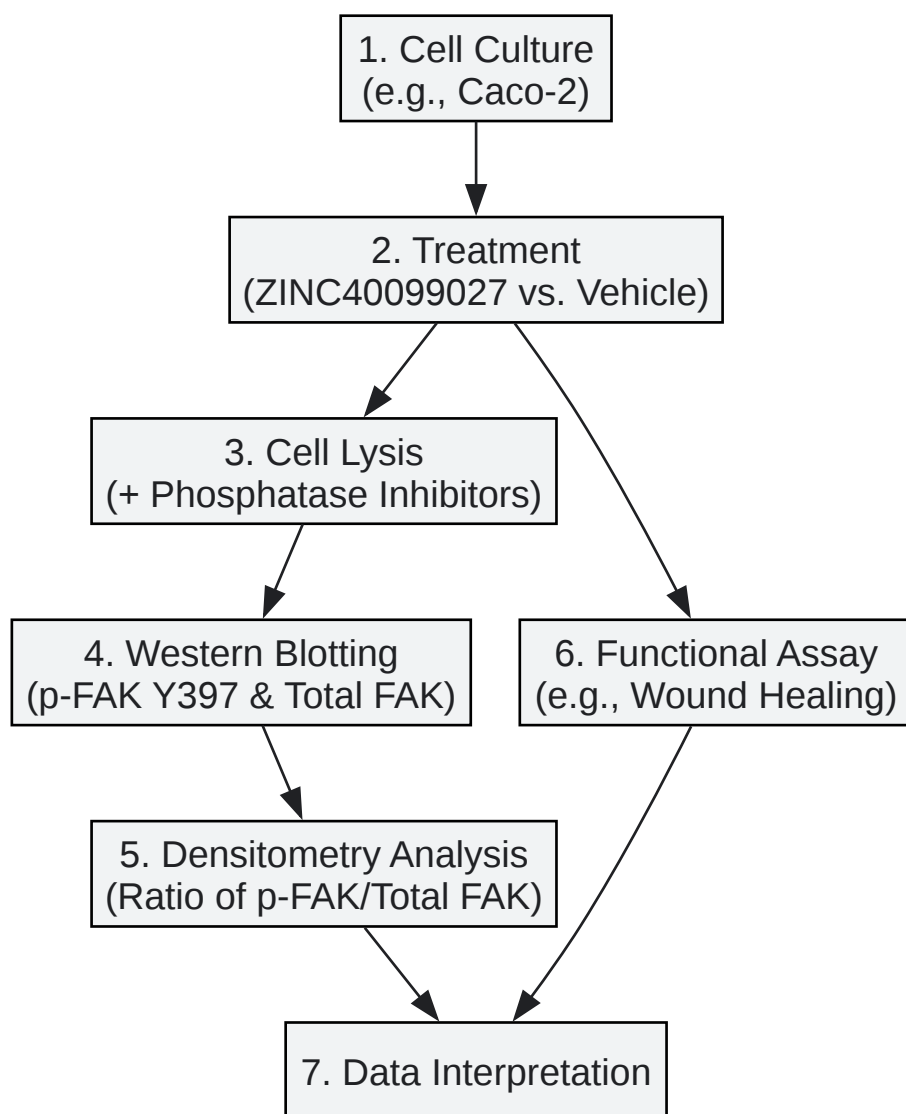 1. Cell Culture
(e.g., Caco-2)
2. Treatment
(ZINC40099027 vs. Vehicle)
3. Cell Lysis
(+ Phosphatase Inhibitors)
4. Western Blotting
(p-FAK Y397 & Total FAK)
6. Functional Assay
(e.g., Wound Healing)
5. Densitometry Analysis
(Ratio of p-FAK/Total FAK)
7. Data Interpretation